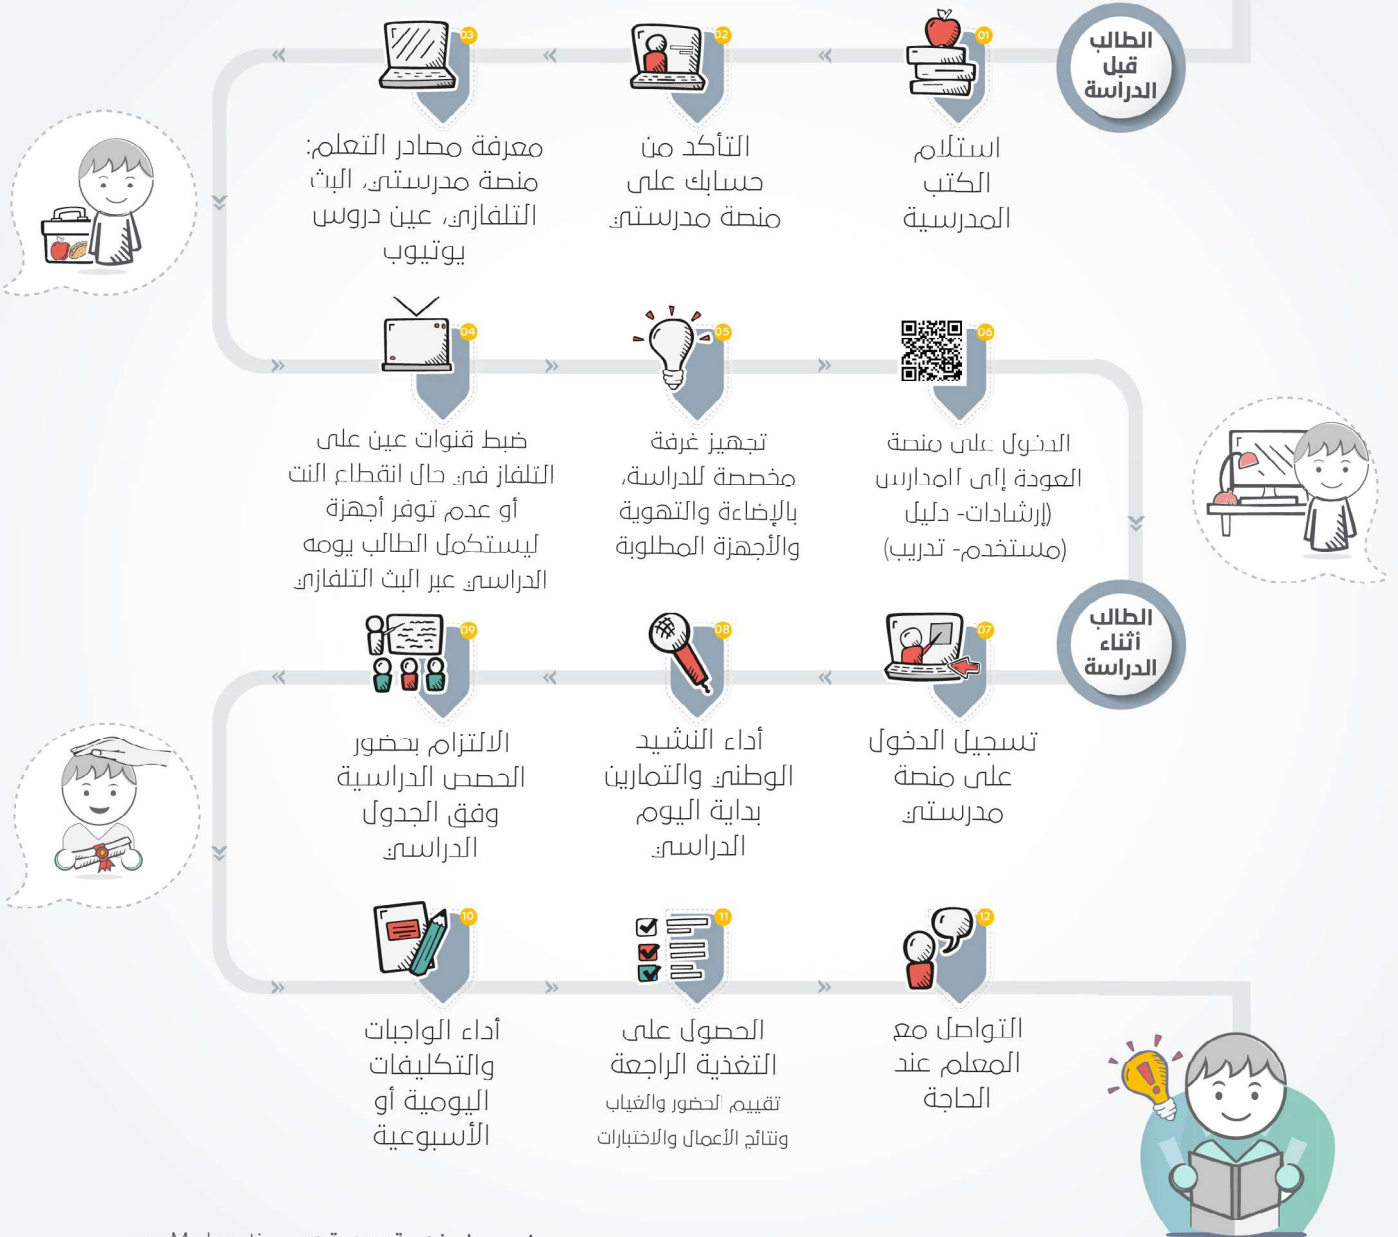 الطالب
قبل
الدراسة
01
استلام
الكتب
المدرسية
02
التأكد من
حسابك على
منصة مدرستي
03
معرفة مصادر التعلم:
منصة مدرستي، البث
التلفازي، عين دروس
يوتيوب
04
ضبط قنوات عين على
التلفاز في حال انقطاع النت
أو عدم توفر أجهزة
ليستكمل الطالب يومه
الدراسي عبر البث التلفازي
05
تجهيز غرفة
مخصصة للدراسة،
بالإضاءة والتهوية
والأجهزة المطلوبة
06
الدخول على منصة
العودة إلى المدارس
(إرشادات- دليل
مستخدم- تدريب)
الطالب
أثناء
الدراسة
07
تسجيل الدخول
على منصة
مدرستي
08
أداء النشيد
الوطني والتمارين
بداية اليوم
الدراسي
09
الالتزام بحضور
الحصص الدراسية
وفق الجدول
الدراسي
10
أداء الواجبات
والتكليفات
اليومية أو
الأسبوعية
11
الحصول على
التغذية الراجعة
تقييم الحضور والغياب
ونتائج الأعمال والاختبارات
12
التواصل مع
المعلم عند
الحاجة